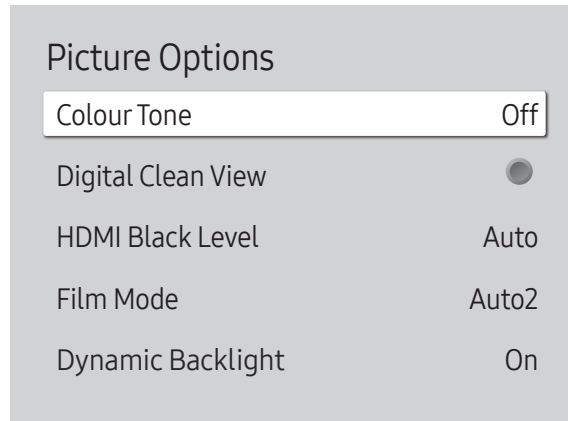 Picture Options
Colour Tone Off
Digital Clean View
HDMI Black Level Auto
Film Mode Auto2
Dynamic Backlight On